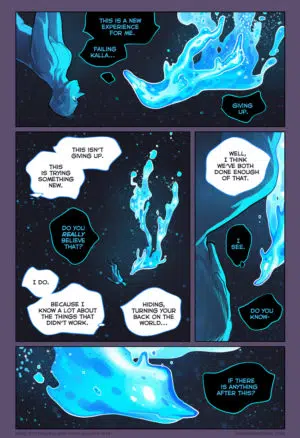 THIS IS A NEW
EXPERIENCE
FOR ME.
FAILING
KALLA...
GIVING
UP.
THIS ISN'T
GIVING UP.
THIS
IS TRYING
SOMETHING
NEW.
DO YOU
REALLY
BELIEVE
THAT?
I DO.
BECAUSE I
KNOW A LOT ABOUT
THE THINGS THAT
DIDN'T WORK.
HIDING,
TURNING YOUR
BACK ON THE
WORLD...
WELL,
I THINK
WE'VE BOTH
DONE ENOUGH
OF THAT.
I
SEE.
DO YOU
KNOW-
IF THERE
IS ANYTHING
AFTER THIS?